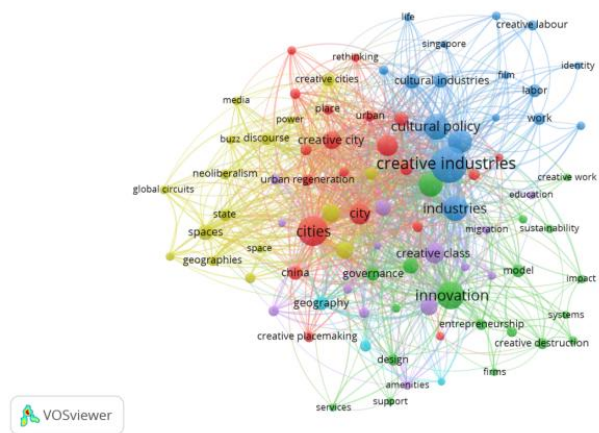 life
creative labour
singapore
rethinking
film
identity
creative cities
cultural industries
labor
media
place
urban
power
cultural policy
work
buzz
discourse
creative city
creative industries
neoliberalism
urban regeneration
creative work
global circuits
education
state
city
industries
spaces
cities
migration
sustainability
space
creative class
geographies
china
governance
model
impact
geography
innovation
systems
creative placemaking
entrepreneurship
creative destruction
design
firms
amenities
services
support
VOSviewer